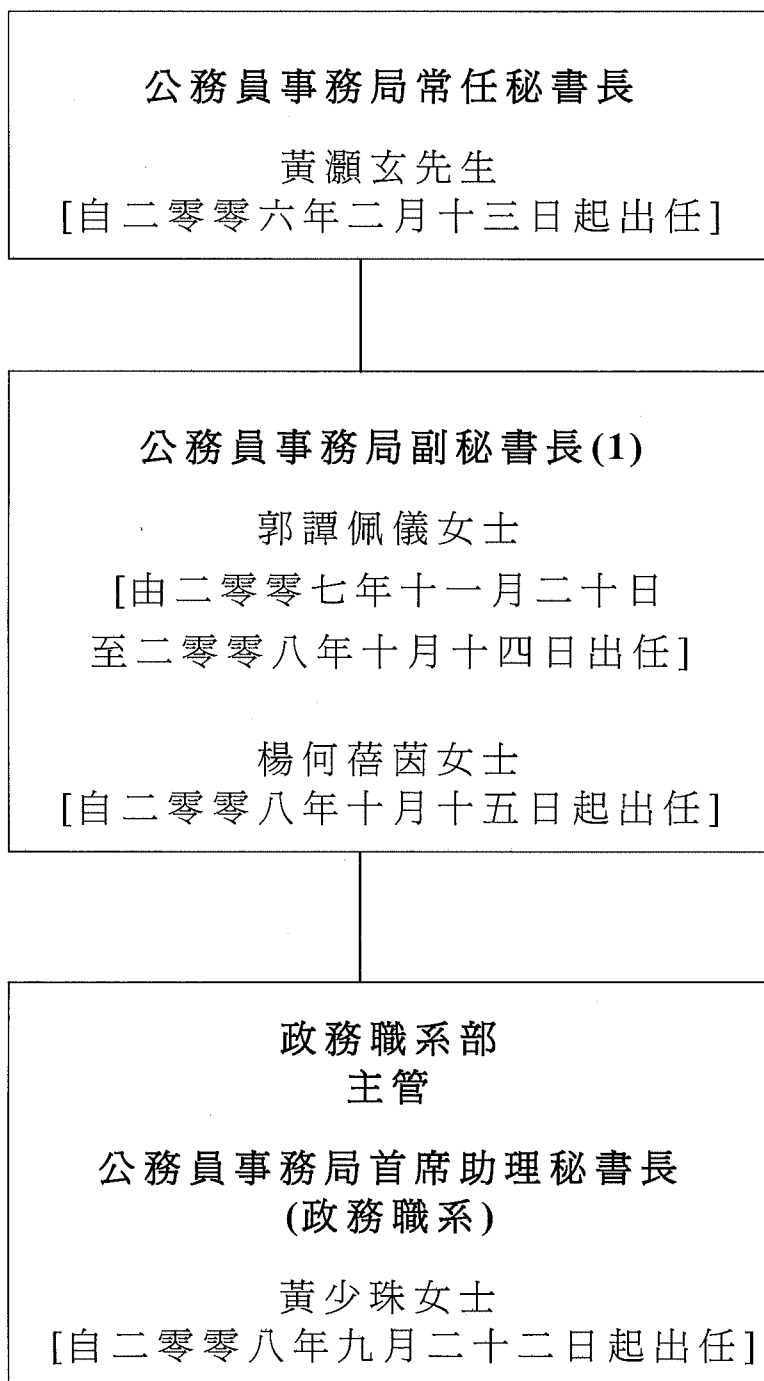 公務員事務局常任秘書長
黃灝玄先生
[自二零零六年二月十三日起出任]
公務員事務局副秘書長(1)
郭譚佩儀女士
[由二零零七年十一月二十日
至二零零八年十月十四日出任]
楊何蓓茵女士
[自二零零八年十月十五日起出任]
政務職系部
主管
公務員事務局首席助理秘書長
(政務職系)
黃少珠女士
[自二零零八年九月二十二日起出任]